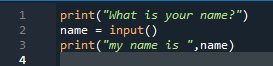 1 print("What is your name?")
2 name = input()
3 print("my name is ",name)
4